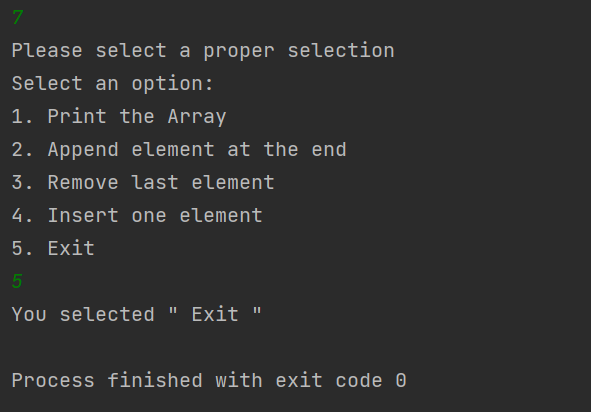 7
Please select a proper selection
Select an option:
1. Print the Array
2. Append element at the end
3. Remove last element
4. Insert one element
5. Exit
5
You selected " Exit "
Process finished with exit code 0